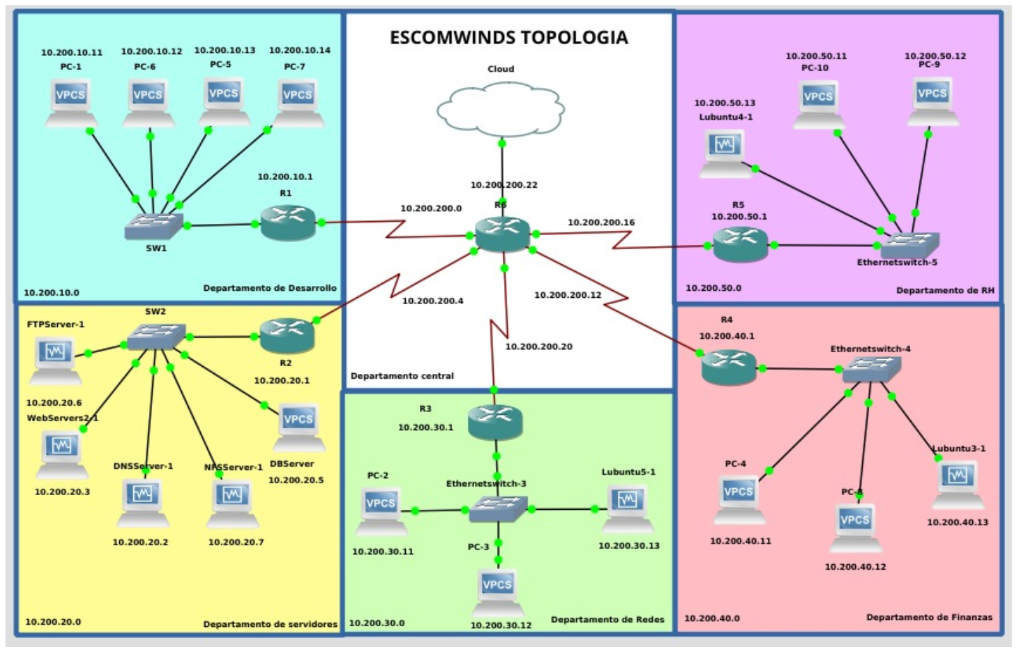 ESCOMWINDS TOPOLOGIA
Cloud
10.200.200.22
R6
10.200.200.0
10.200.200.16
10.200.200.4
10.200.200.12
10.200.200.20
Departamento central
10.200.10.11
PC-1
VPCS
10.200.10.12
PC-6
VPCS
10.200.10.13
PC-5
VPCS
10.200.10.14
PC-7
VPCS
10.200.10.1
R1
SW1
10.200.10.0
Departamento de Desarrollo
10.200.50.11
PC-10
VPCS
10.200.50.12
PC-9
VPCS
10.200.50.13
Lubuntu4-1
R5
10.200.50.1
Ethernetswitch-5
10.200.50.0
Departamento de RH
SW2
FTPServer-1
10.200.20.6
R2
10.200.20.1
WebServers2-1
10.200.20.3
DNSServer-1
10.200.20.2
NFSServer-1
10.200.20.7
VPCS
DBServer
10.200.20.5
10.200.20.0
Departamento de servidores
R3
10.200.30.1
PC-2
VPCS
10.200.30.11
Ethernetswitch-3
Lubuntu5-1
10.200.30.13
PC-3
VPCS
10.200.30.12
10.200.30.0
Departamento de Redes
R4
10.200.40.1
Ethernetswitch-4
PC-4
VPCS
10.200.40.11
VPCS
10.200.40.12
Lubuntu3-1
10.200.40.13
10.200.40.0
Departamento de Finanzas